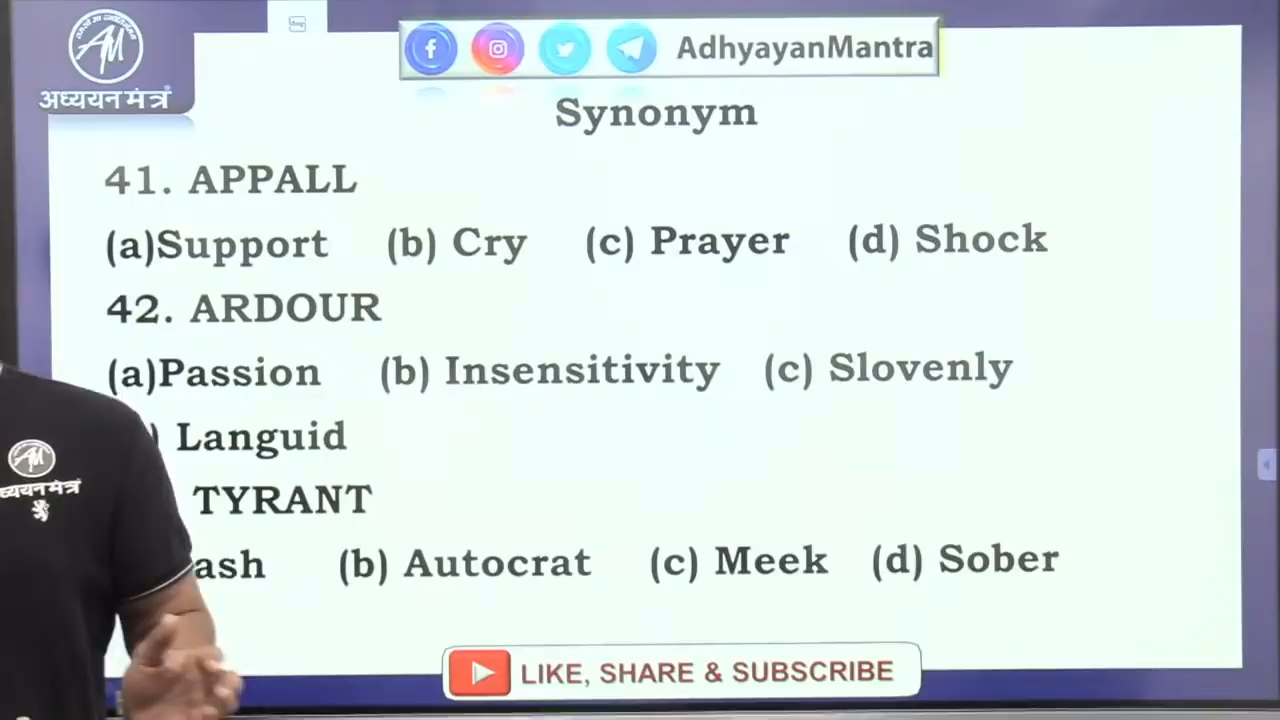 AdhyayanMantra
अध्ययन मंत्र
Synonym
41. APPALL
(a)Support (b) Cry (c) Prayer (d) Shock
42. ARDOUR
(a)Passion (b) Insensitivity (c) Slovenly
) Languid
TYRANT
ash (b) Autocrat (c) Meek (d) Sober
AM
ध्ययन मंत्र
LIKE, SHARE & SUBSCRIBE